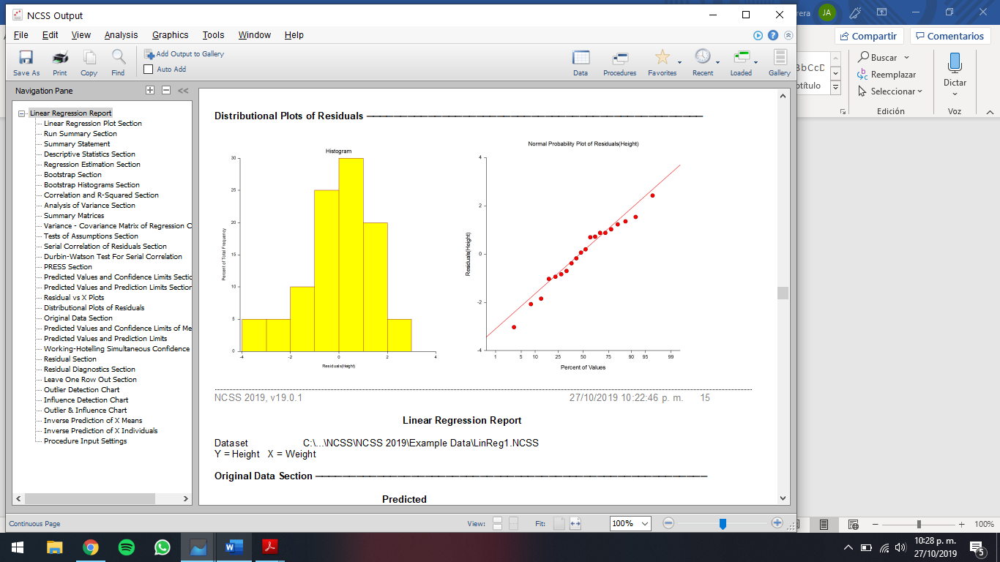 NCSS Output
rera JA
File Edit View Analysis Graphics Tools Window Help
Compartir Comentarios
Save As Print Copy Find
Add Output to Gallery
Auto Add
Data Procedures Favorites Recent Loaded Gallery
BbCcD
btítulo
Buscar
Reemplazar
Seleccionar
Edición
Dictar
Voz
Navigation Pane
Linear Regression Report
Linear Regression Plot Section
Run Summary Section
Summary Statement
Descriptive Statistics Section
Regression Estimation Section
Bootstrap Section
Bootstrap Histograms Section
Correlation and R-Squared Section
Analysis of Variance Section
Summary Matrices
Variance - Covariance Matrix of Regression C
Tests of Assumptions Section
Serial Correlation of Residuals Section
Durbin-Watson Test For Serial Correlation
PRESS Section
Predicted Values and Confidence Limits Sectio
Predicted Values and Prediction Limits Section
Residual vs X Plots
Distributional Plots of Residuals
Original Data Section
Predicted Values and Confidence Limits of Me
Predicted Values and Prediction Limits
Working-Hotelling Simultaneous Confidence
Residual Section
Residual Diagnostics Section
Leave One Row Out Section
Outlier Detection Chart
Influence Detection Chart
Outlier & Influence Chart
Inverse Prediction of X Means
Inverse Prediction of X Individuals
Procedure Input Settings
Distributional Plots of Residuals
Histogram
Percent of Total Frequency
30
25
20
15
10
5
0
-4 -2 0 2 4
Residuals(Height)
Normal Probability Plot of Residuals(Height)
Residuals(Height)
4
2
0
-2
-4
1 5 10 25 50 75 90 95 99
Percent of Values
NCSS 2019, v19.0.1 27/10/2019 10:22:46 p. m. 15
Linear Regression Report
Dataset C:\...\NCSS\NCSS 2019\Example Data\LinReg1.NCSS
Y = Height X = Weight
Original Data Section
Predicted
Continuous Page View: Fit: 100%
100%
10:28 p. m.
27/10/2019
5